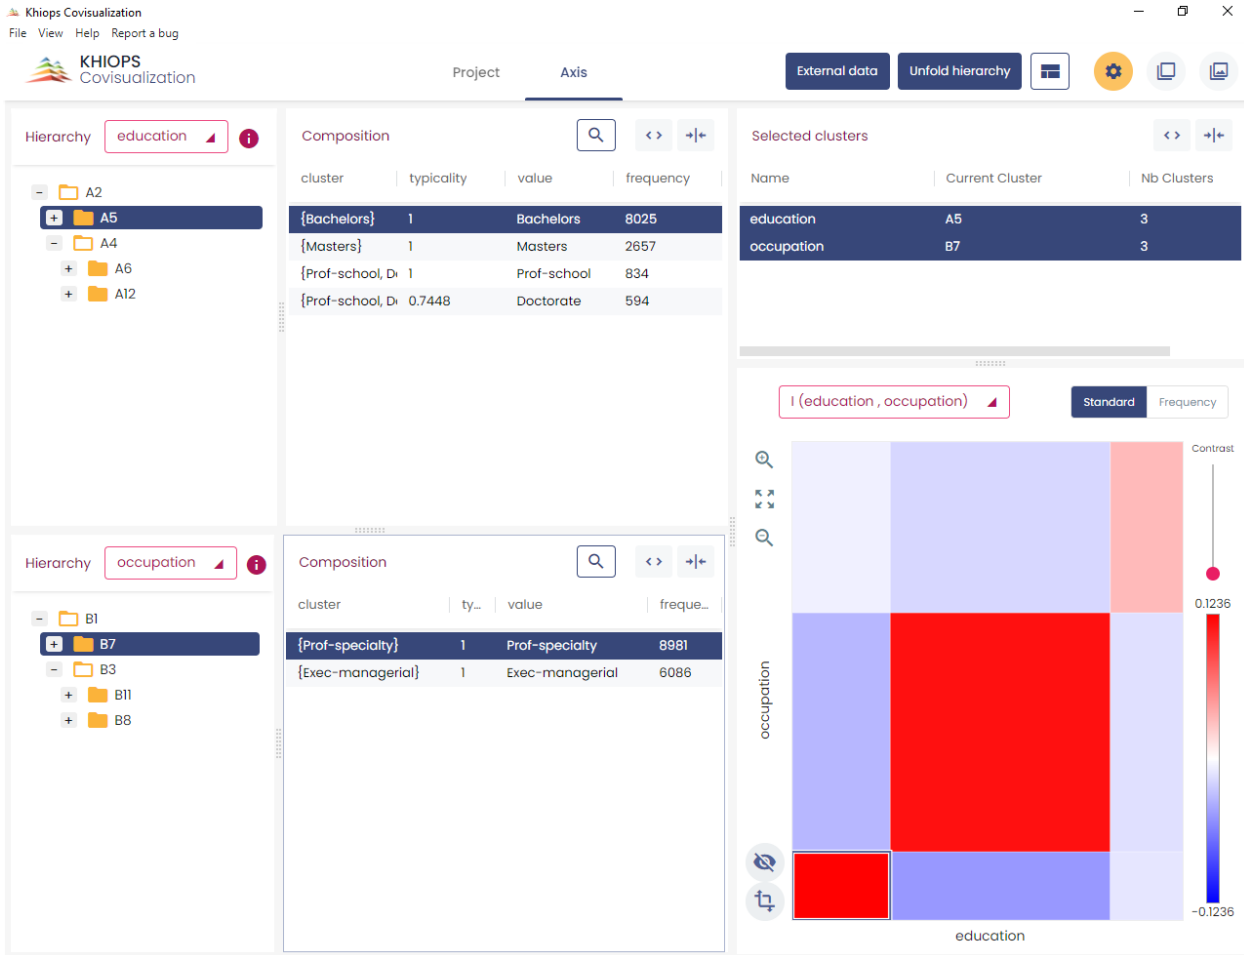 Khiops Covisualization
File View Help Report a bug
KHIOPS
Covisualization
Project Axis
External data Unfold hierarchy
Hierarchy education
A2
A5
A4
A6
A12
Composition
cluster typicality value frequency
{Bachelors} 1 Bachelors 8025
{Masters} 1 Masters 2657
{Prof-school, D 1 Prof-school 834
{Prof-school, D 0.7448 Doctorate 594
Selected clusters
Name Current Cluster Nb Clusters
education A5 3
occupation B7 3
Hierarchy occupation
B1
B7
B3
B11
B8
Composition
cluster ty... value freque...
{Prof-specialty} 1 Prof-specialty 8981
{Exec-managerial} 1 Exec-managerial 6086
I (education , occupation)
Standard Frequency
Contrast
0.1236
-0.1236
occupation
education